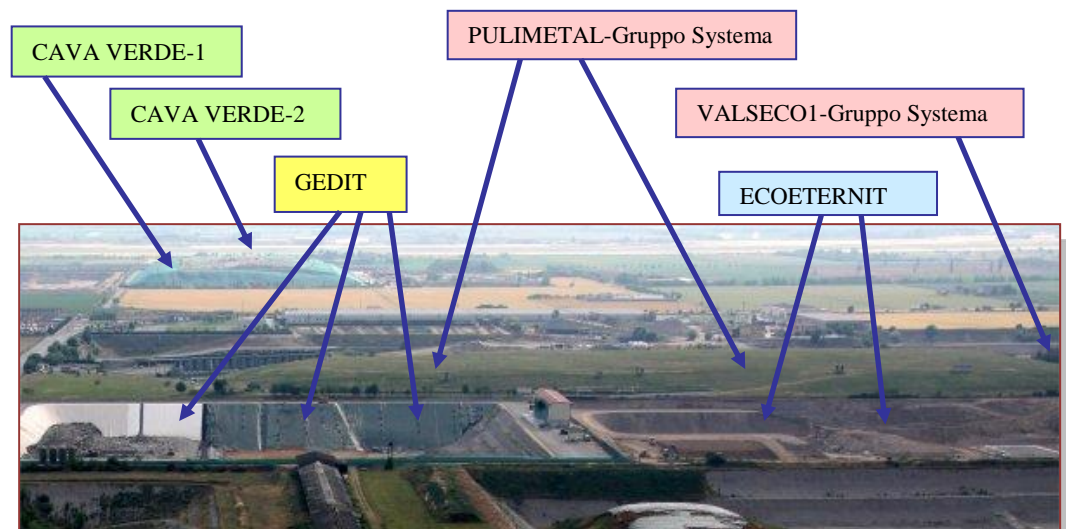 CAVA VERDE-1
PULIMETAL-Gruppo Systema
CAVA VERDE-2
VALSECO1-Gruppo Systema
GEDIT
ECOETERNIT